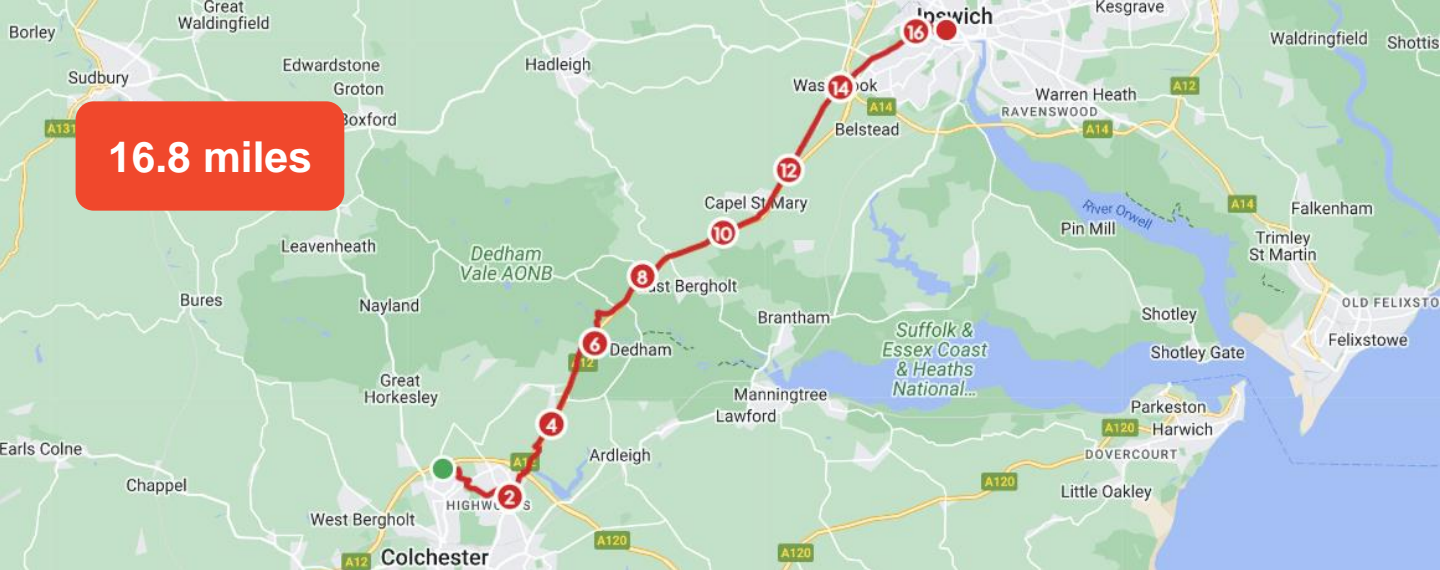 Great
Waldingfield
Borley
Ipswich
Kesgrave
16
Waldringfield
Shottis
Sudbury
Edwardstone
Hadleigh
Groton
14
A12
A14
Warren Heath
RAVENSWOOD
A131
Boxford
Belstead
A14
16.8 miles
12
Capel St Mary
A14
Falkenham
River Orwell
Pin Mill
10
Trimley
St Martin
Leavenheath
Dedham
Vale AONB
8
East Bergholt
Bures
Nayland
OLD FELIXSTO
Brantham
Shotley
Suffolk &
Essex Coast
& Heaths
National...
Felixstowe
6
Dedham
A12
Shotley Gate
Great
Horkesley
Manningtree
Lawford
Parkeston
Harwich
A120
4
Earls Colne
Ardleigh
DOVERCOURT
A12
Chappel
A120
Little Oakley
2
HIGHWOODS
West Bergholt
A120
A120
Colchester
A12